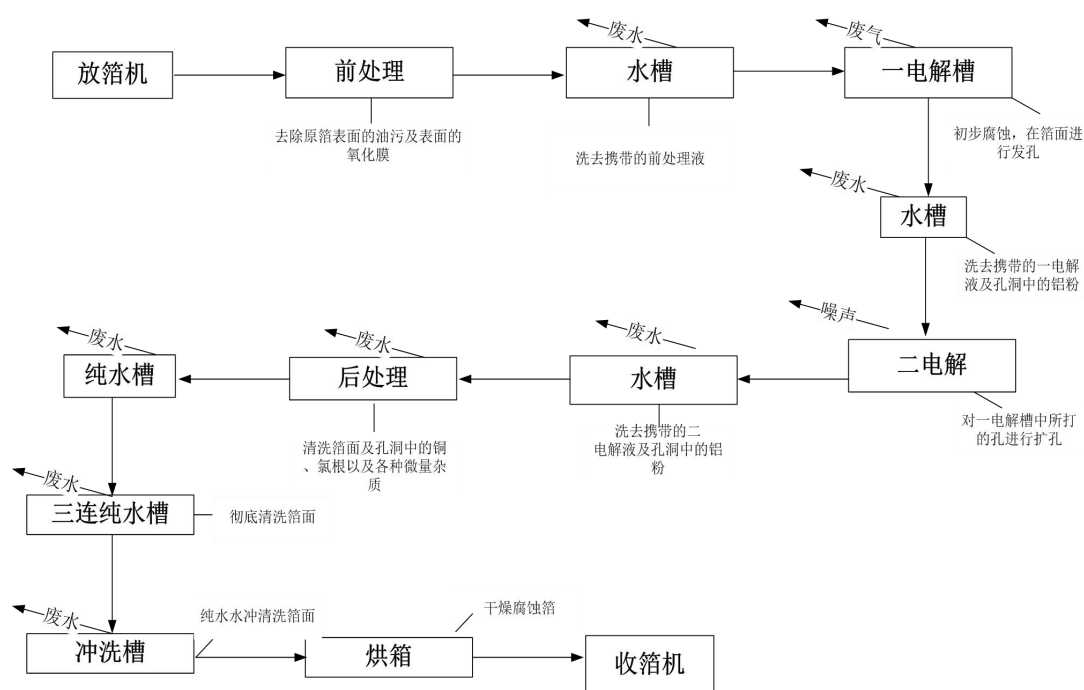 废水
废气
放箔机
前处理
水槽
一电解槽
去除原箔表面的油污及表面的
氧化膜
洗去携带的前处理液
初步腐蚀，在箔面进
行发孔
废水
水槽
洗去携带的一电解
液及孔洞中的铝粉
噪声
二电解
对一电解槽中所打
的孔进行扩孔
废水
水槽
洗去携带的二
电解液及孔洞中的铝
粉
废水
后处理
清洗箔面及孔洞中的铜
、氯根以及各种微量杂
质
废水
纯水槽
废水
三连纯水槽
彻底清洗箔面
废水
冲洗槽
纯水水冲清洗箔面
烘箱
干燥腐蚀箔
收箔机